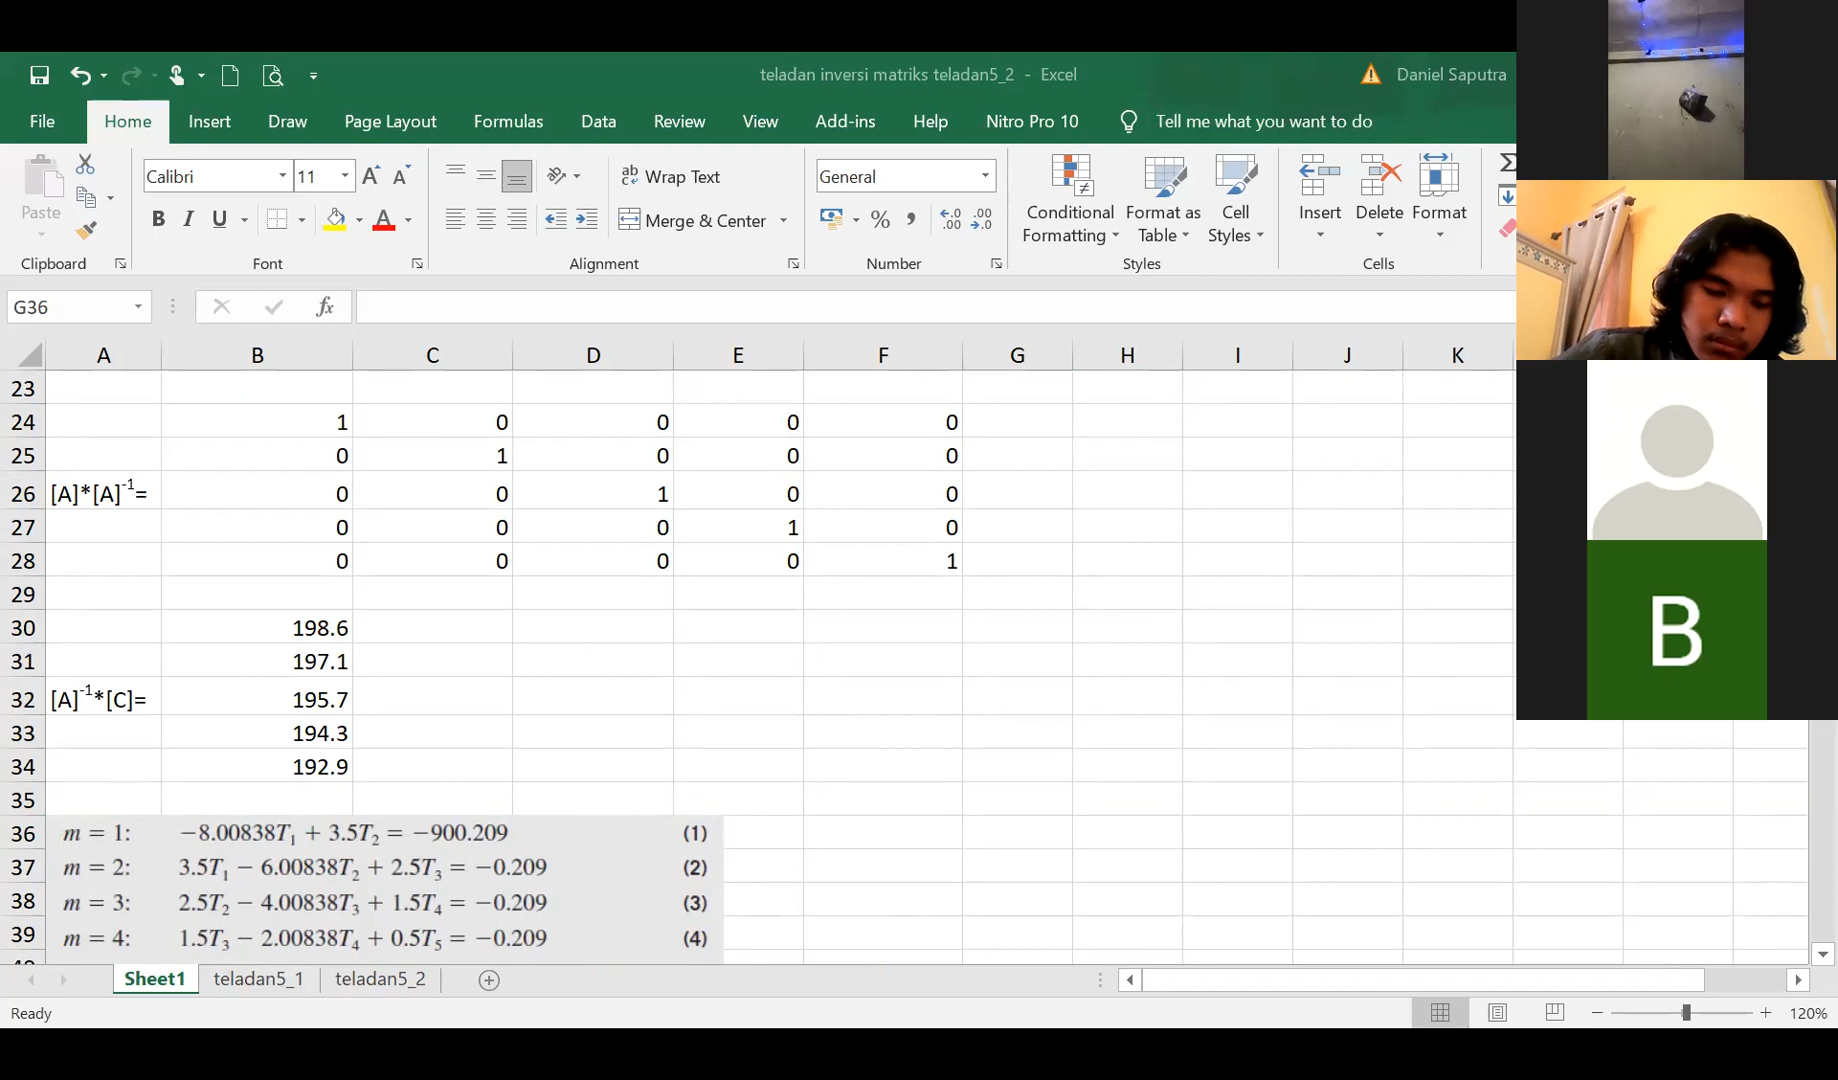 teladan inversi matriks teladan5_2 - Excel
Daniel Saputra
File Home Insert Draw Page Layout Formulas Data Review View Add-ins Help Nitro Pro 10 Tell me what you want to do
Paste
Clipboard
Calibri 11
B I U
Font
Wrap Text
Merge & Center
Alignment
General
Number
Conditional Formatting
Format as Table
Cell Styles
Styles
Insert Delete Format
Cells
G36 fx
A B C D E F G H I J K
23
24 1 0 0 0 0
25 0 1 0 0 0
26 [A]*[A]⁻¹= 0 0 1 0 0
27 0 0 0 1 0
28 0 0 0 0 1
29
30 198.6
31 197.1
32 [A]⁻¹*[C]= 195.7
33 194.3
34 192.9
35
36 m = 1: −8.00838T₁ + 3.5T₂ = −900.209 (1)
37 m = 2: 3.5T₁ − 6.00838T₂ + 2.5T₃ = −0.209 (2)
38 m = 3: 2.5T₂ − 4.00838T₃ + 1.5T₄ = −0.209 (3)
39 m = 4: 1.5T₃ − 2.00838T₄ + 0.5T₅ = −0.209 (4)
Sheet1 teladan5_1 teladan5_2
Ready
120%
B